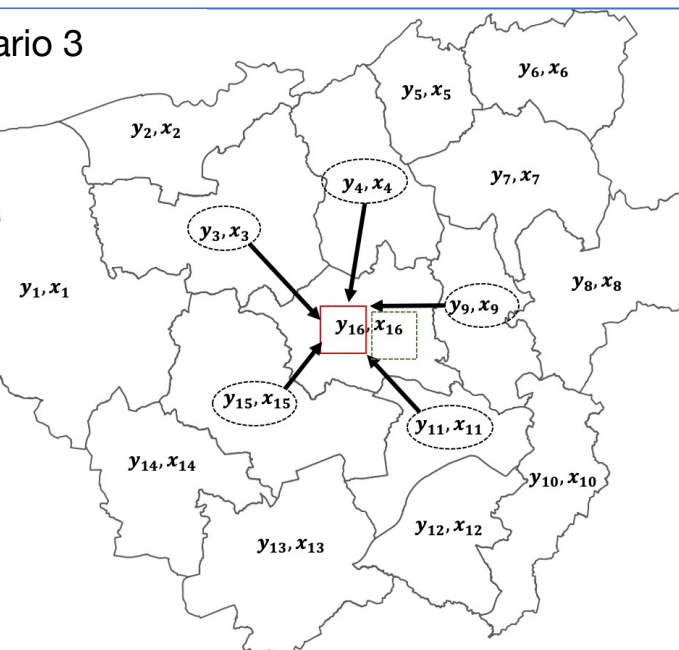 ario 3
y₆, x₆
y₅, x₅
y₂, x₂
y₇, x₇
y₄, x₄
y₃, x₃
y₈, x₈
y₁, x₁
y₉, x₉
y₁₆, x₁₆
y₁₅, x₁₅
y₁₁, x₁₁
y₁₄, x₁₄
y₁₀, x₁₀
y₁₂, x₁₂
y₁₃, x₁₃